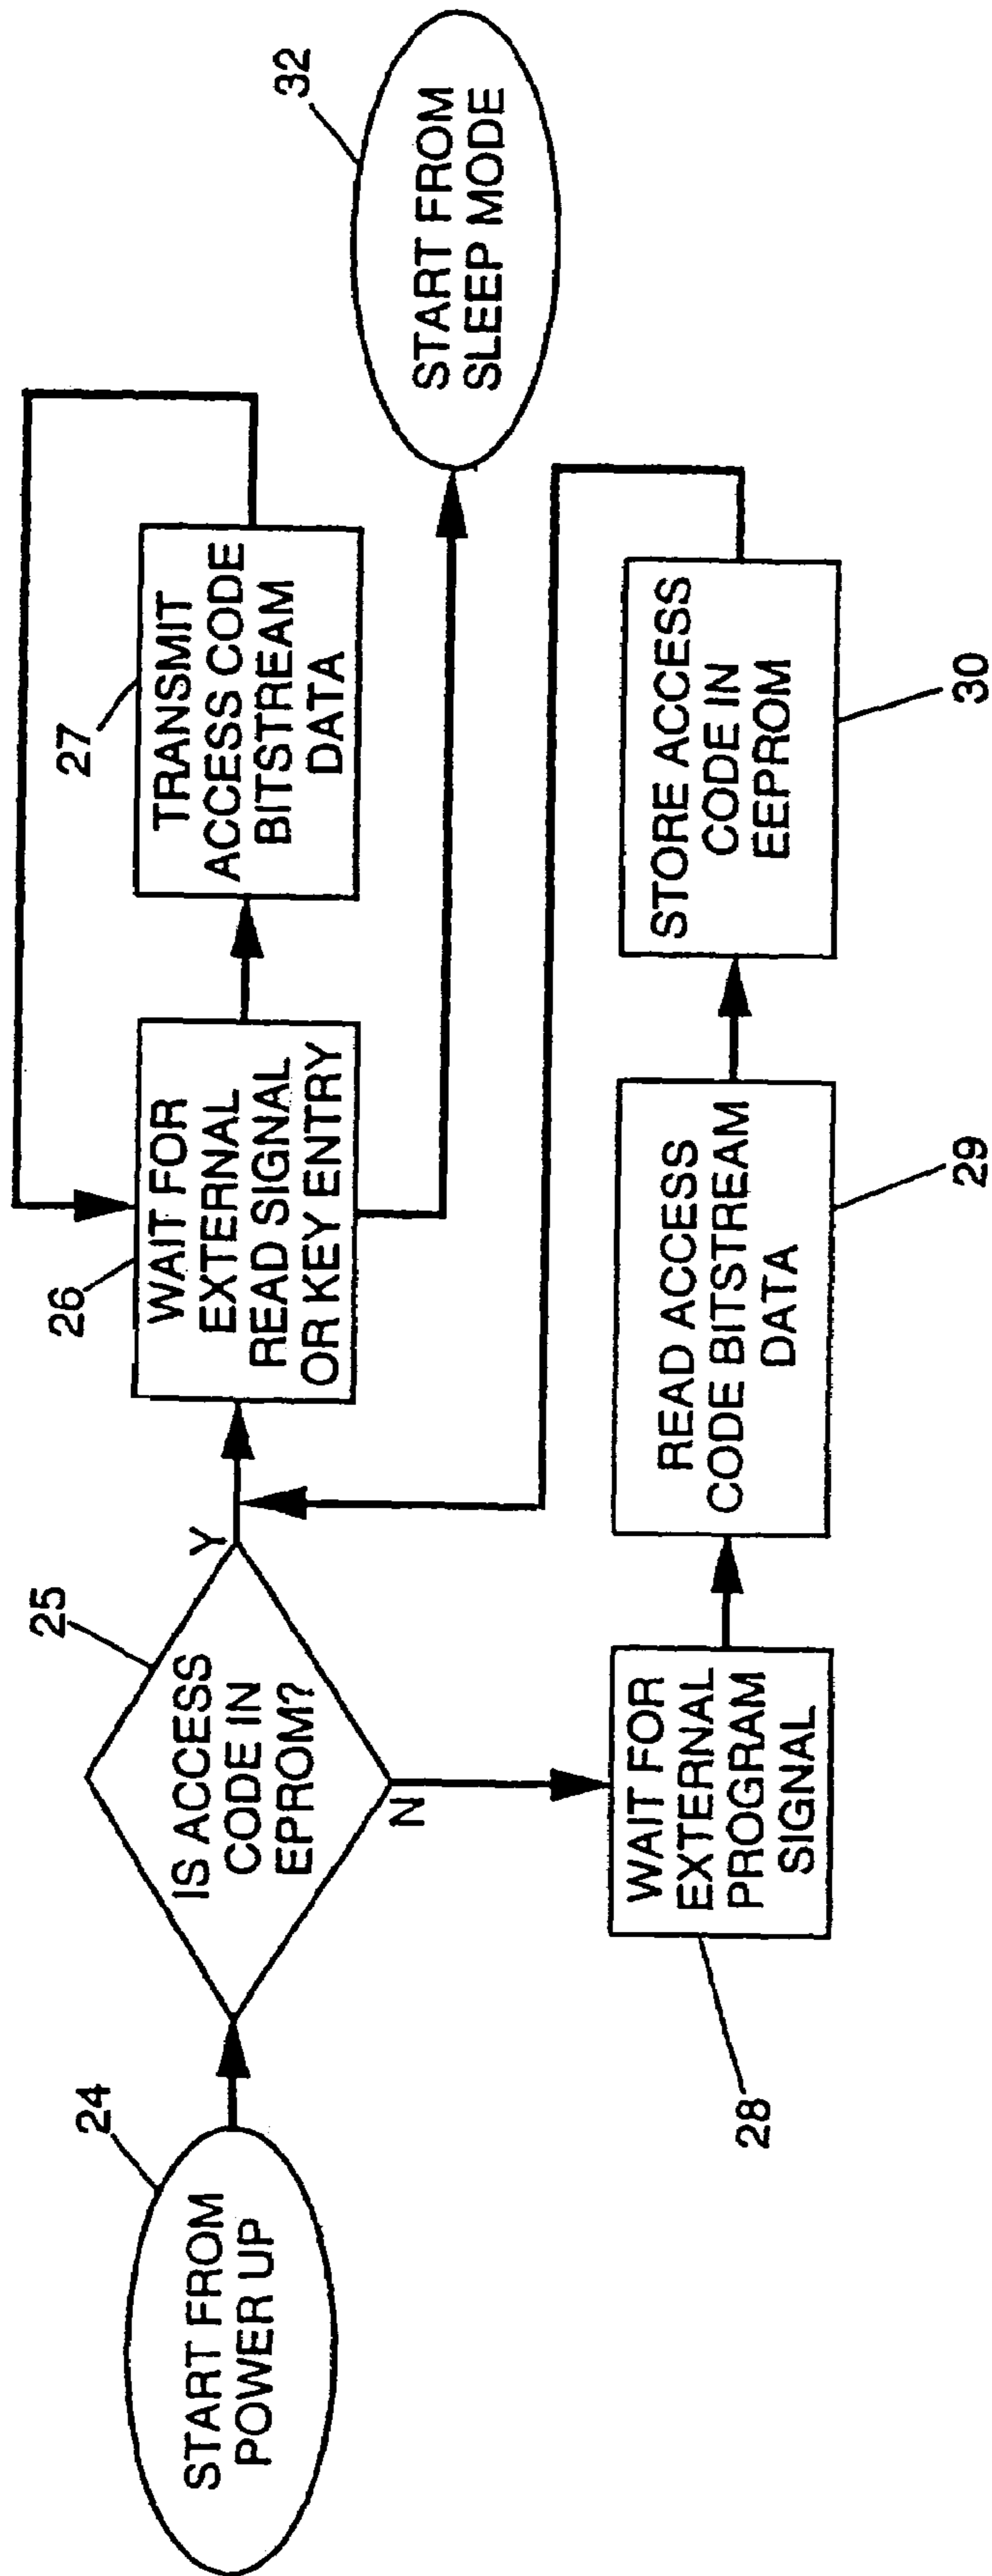 24
START FROM
POWER UP
25
IS ACCESS
CODE IN
EPROM?
Y
N
26
WAIT FOR
EXTERNAL
READ SIGNAL
OR KEY ENTRY
27
TRANSMIT
ACCESS CODE
BITSTREAM
DATA
32
START FROM
SLEEP MODE
28
WAIT FOR
EXTERNAL
PROGRAM
SIGNAL
READ ACCESS
CODE BITSTREAM
DATA
29
STORE ACCESS
CODE IN
EEPROM
30